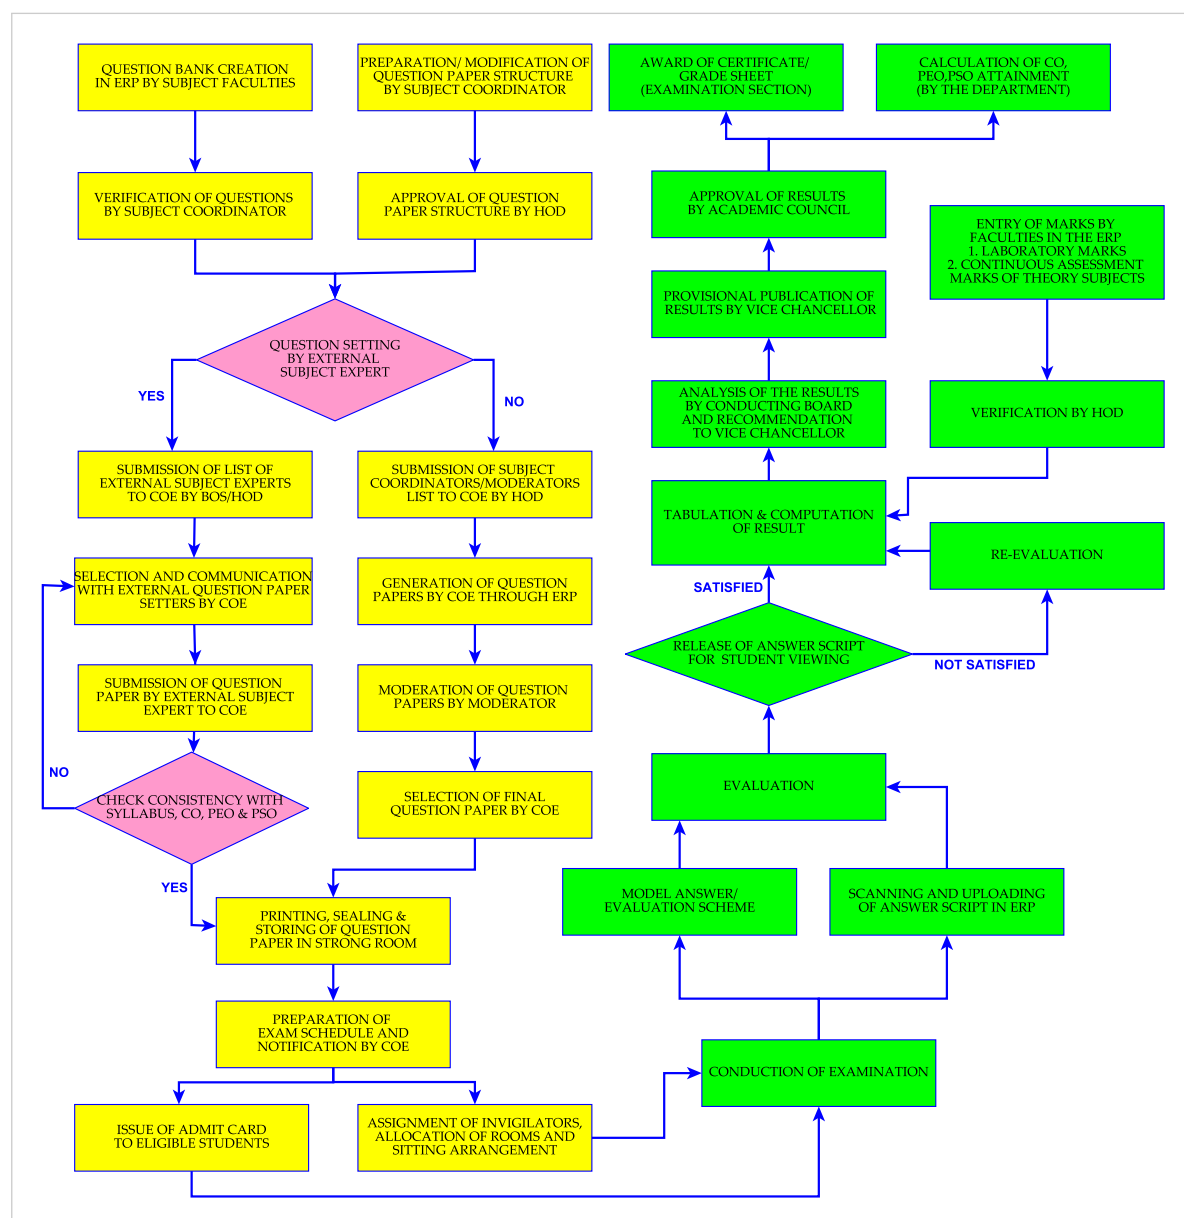 QUESTION BANK CREATION
IN ERP BY SUBJECT FACULTIES
PREPARATION/ MODIFICATION OF
QUESTION PAPER STRUCTURE
BY SUBJECT COORDINATOR
VERIFICATION OF QUESTIONS
BY SUBJECT COORDINATOR
APPROVAL OF QUESTION
PAPER STRUCTURE BY HOD
QUESTION SETTING
BY EXTERNAL
SUBJECT EXPERT
YES
NO
SUBMISSION OF LIST OF
EXTERNAL SUBJECT EXPERTS
TO COE BY BOS/HOD
SUBMISSION OF SUBJECT
COORDINATORS/MODERATORS
LIST TO COE BY HOD
SELECTION AND COMMUNICATION
WITH EXTERNAL QUESTION PAPER
SETTERS BY COE
GENERATION OF QUESTION
PAPERS BY COE THROUGH ERP
SUBMISSION OF QUESTION
PAPER BY EXTERNAL SUBJECT
EXPERT TO COE
MODERATION OF QUESTION
PAPERS BY MODERATOR
NO
CHECK CONSISTENCY WITH
SYLLABUS, CO, PEO & PSO
SELECTION OF FINAL
QUESTION PAPER BY COE
YES
PRINTING, SEALING &
STORING OF QUESTION
PAPER IN STRONG ROOM
PREPARATION OF
EXAM SCHEDULE AND
NOTIFICATION BY COE
ISSUE OF ADMIT CARD
TO ELIGIBLE STUDENTS
ASSIGNMENT OF INVIGILATORS,
ALLOCATION OF ROOMS AND
SITTING ARRANGEMENT
AWARD OF CERTIFICATE/
GRADE SHEET
(EXAMINATION SECTION)
CALCULATION OF CO,
PEO,PSO ATTAINMENT
(BY THE DEPARTMENT)
APPROVAL OF RESULTS
BY ACADEMIC COUNCIL
ENTRY OF MARKS BY
FACULTIES IN THE ERP
1. LABORATORY MARKS
2. CONTINUOUS ASSESSMENT
MARKS OF THEORY SUBJECTS
PROVISIONAL PUBLICATION OF
RESULTS BY VICE CHANCELLOR
ANALYSIS OF THE RESULTS
BY CONDUCTING BOARD
AND RECOMMENDATION
TO VICE CHANCELLOR
VERIFICATION BY HOD
TABULATION & COMPUTATION
OF RESULT
RE-EVALUATION
SATISFIED
RELEASE OF ANSWER SCRIPT
FOR STUDENT VIEWING
NOT SATISFIED
EVALUATION
MODEL ANSWER/
EVALUATION SCHEME
SCANNING AND UPLOADING
OF ANSWER SCRIPT IN ERP
CONDUCTION OF EXAMINATION